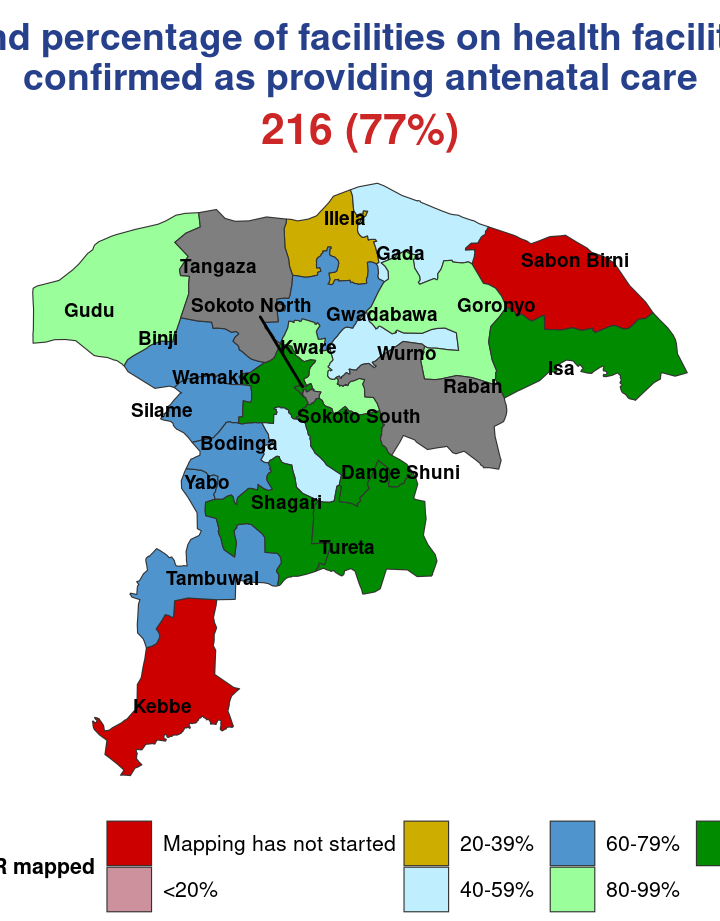 percentage of facilities on health
confirmed as providing antenatal care
216 (77%)
Illela
Gada
Sabon Birni
Tangaza
Gudu
Sokoto North
Goronyo
Gwadabawa
Binji
Kware
Wurno
Isa
Wamakko
Rabah
Silame
Sokoto South
Bodinga
Dange Shuni
Yabo
Shagari
Tureta
Tambuwal
Kebbe
Mapping has not started
20-39%
60-79%
R mapped
<20%
40-59%
80-99%